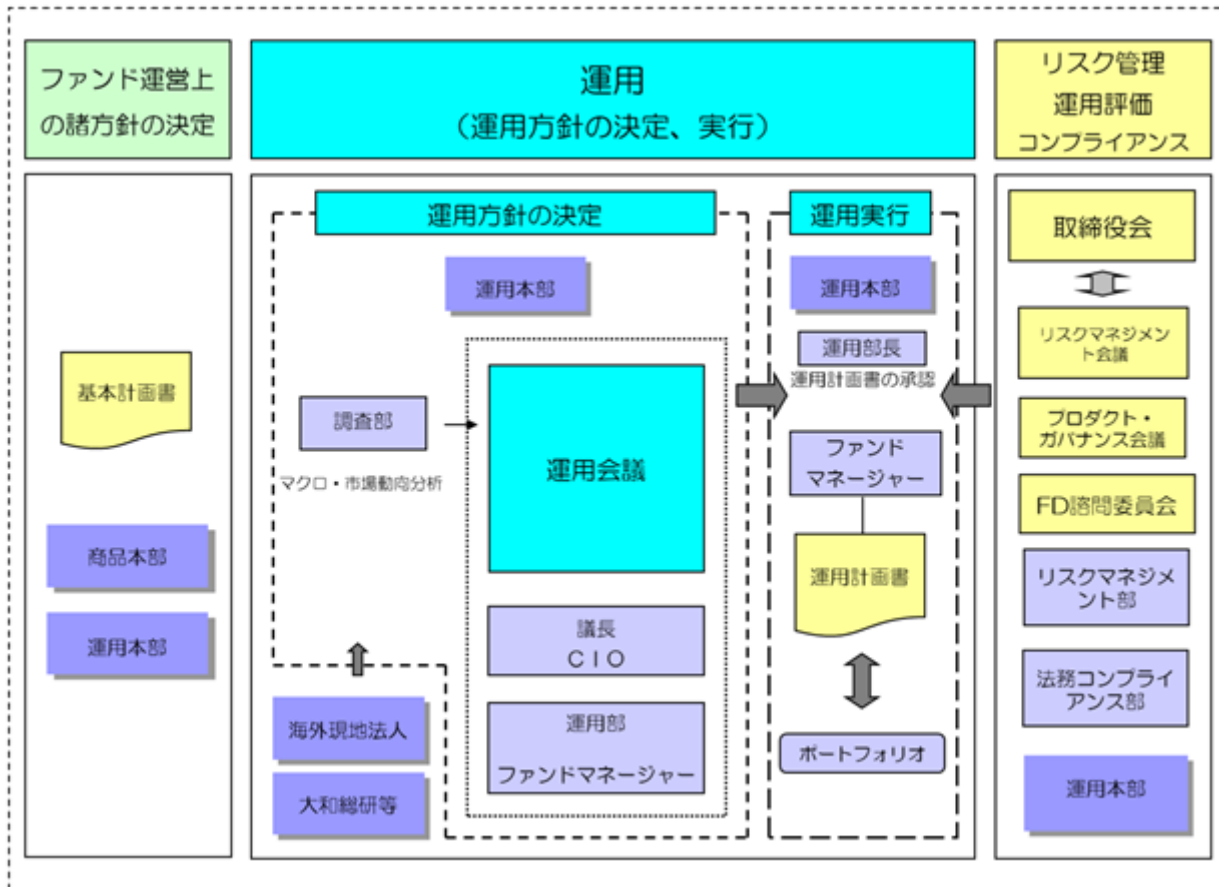 ファンド運営上
の諸方針の決定
運用
（運用方針の決定、実行）
リスク管理
運用評価
コンプライアンス
基本計画書
商品本部
運用本部
運用方針の決定
運用本部
調査部
マクロ・市場動向分析
運用会議
議長
ＣＩＯ
運用部
ファンドマネージャー
海外現地法人
大和総研等
運用実行
運用本部
運用部長
運用計画書の承認
ファンド
マネージャー
運用計画書
ポートフォリオ
取締役会
リスクマネジメン
ト会議
プロダクト・
ガバナンス会議
FD諮問委員会
リスクマネジメ
ント部
法務コンプライ
アンス部
運用本部